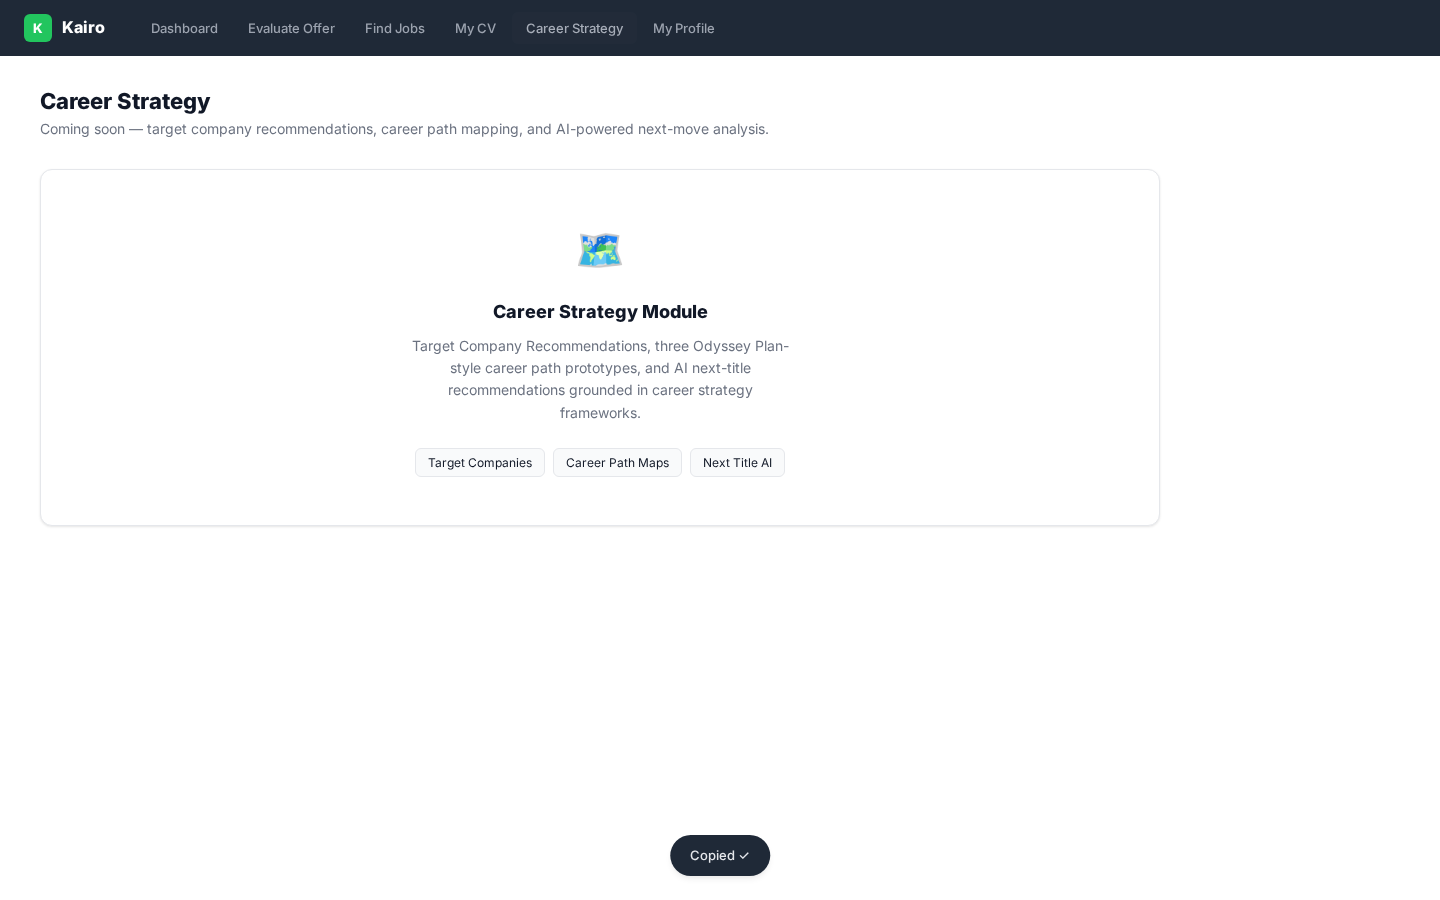 K Kairo Dashboard Evaluate Offer Find Jobs My CV Career Strategy My Profile
Career Strategy
Coming soon — target company recommendations, career path mapping, and AI-powered next-move analysis.
Career Strategy Module
Target Company Recommendations, three Odyssey Plan-
style career path prototypes, and AI next-title
recommendations grounded in career strategy
frameworks.
Target Companies Career Path Maps Next Title AI
Copied ✓